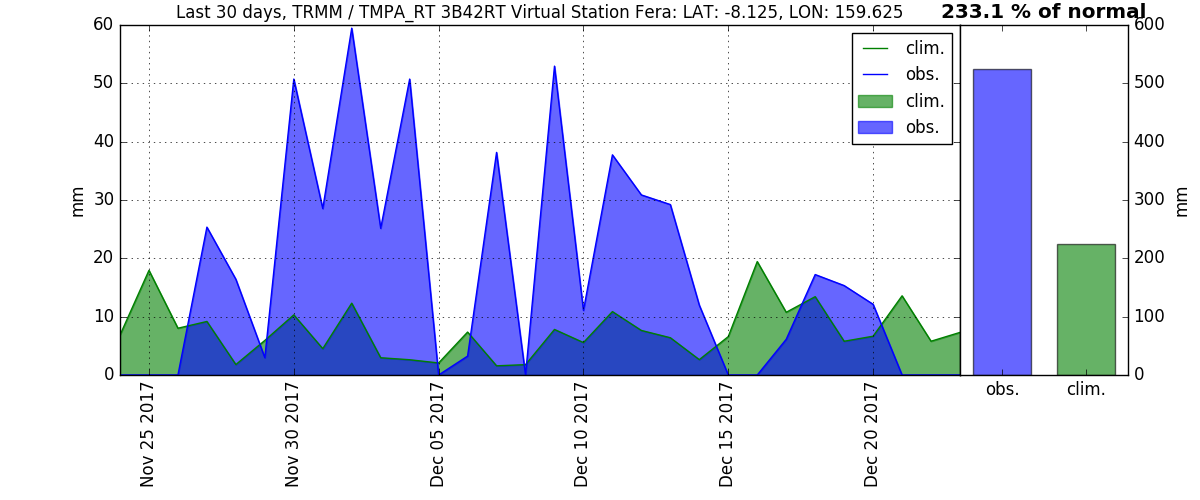 Last 30 days, TRMM / TMPA_RT 3B42RT Virtual Station Fera: LAT: -8.125, LON: 159.625
233.1 % of normal
60
50
40
30
20
10
0
mm
clim.
obs.
clim.
obs.
600
500
400
300
200
100
0
mm
Nov 25 2017
Nov 30 2017
Dec 05 2017
Dec 10 2017
Dec 15 2017
Dec 20 2017
obs.
clim.